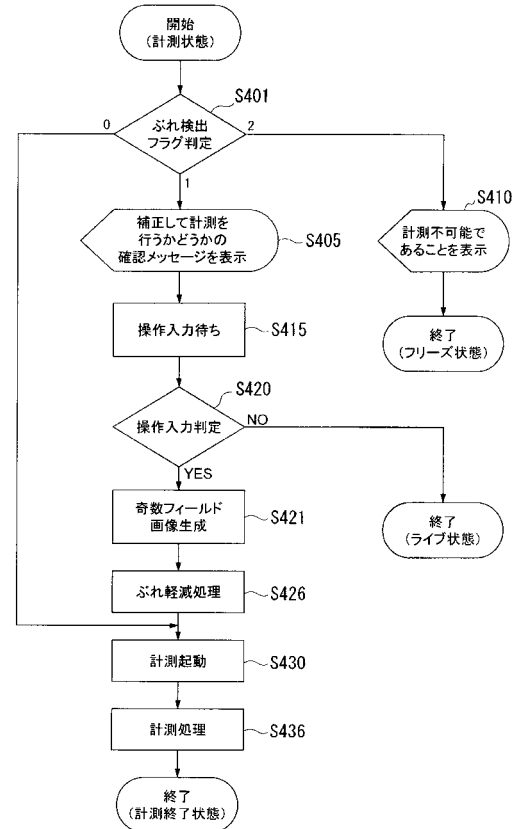 開始
(計測状態)
S401
0
ぶれ検出
フラグ判定
2
1
補正して計測を
行うかどうかの
確認メッセージを表示
S405
S410
計測不可能で
あることを表示
終了
(フリーズ状態)
操作入力待ち
S415
S420
操作入力判定
NO
YES
終了
(ライブ状態)
奇数フィールド
画像生成
S421
ぶれ軽減処理
S426
計測起動
S430
計測処理
S436
終了
(計測終了状態)